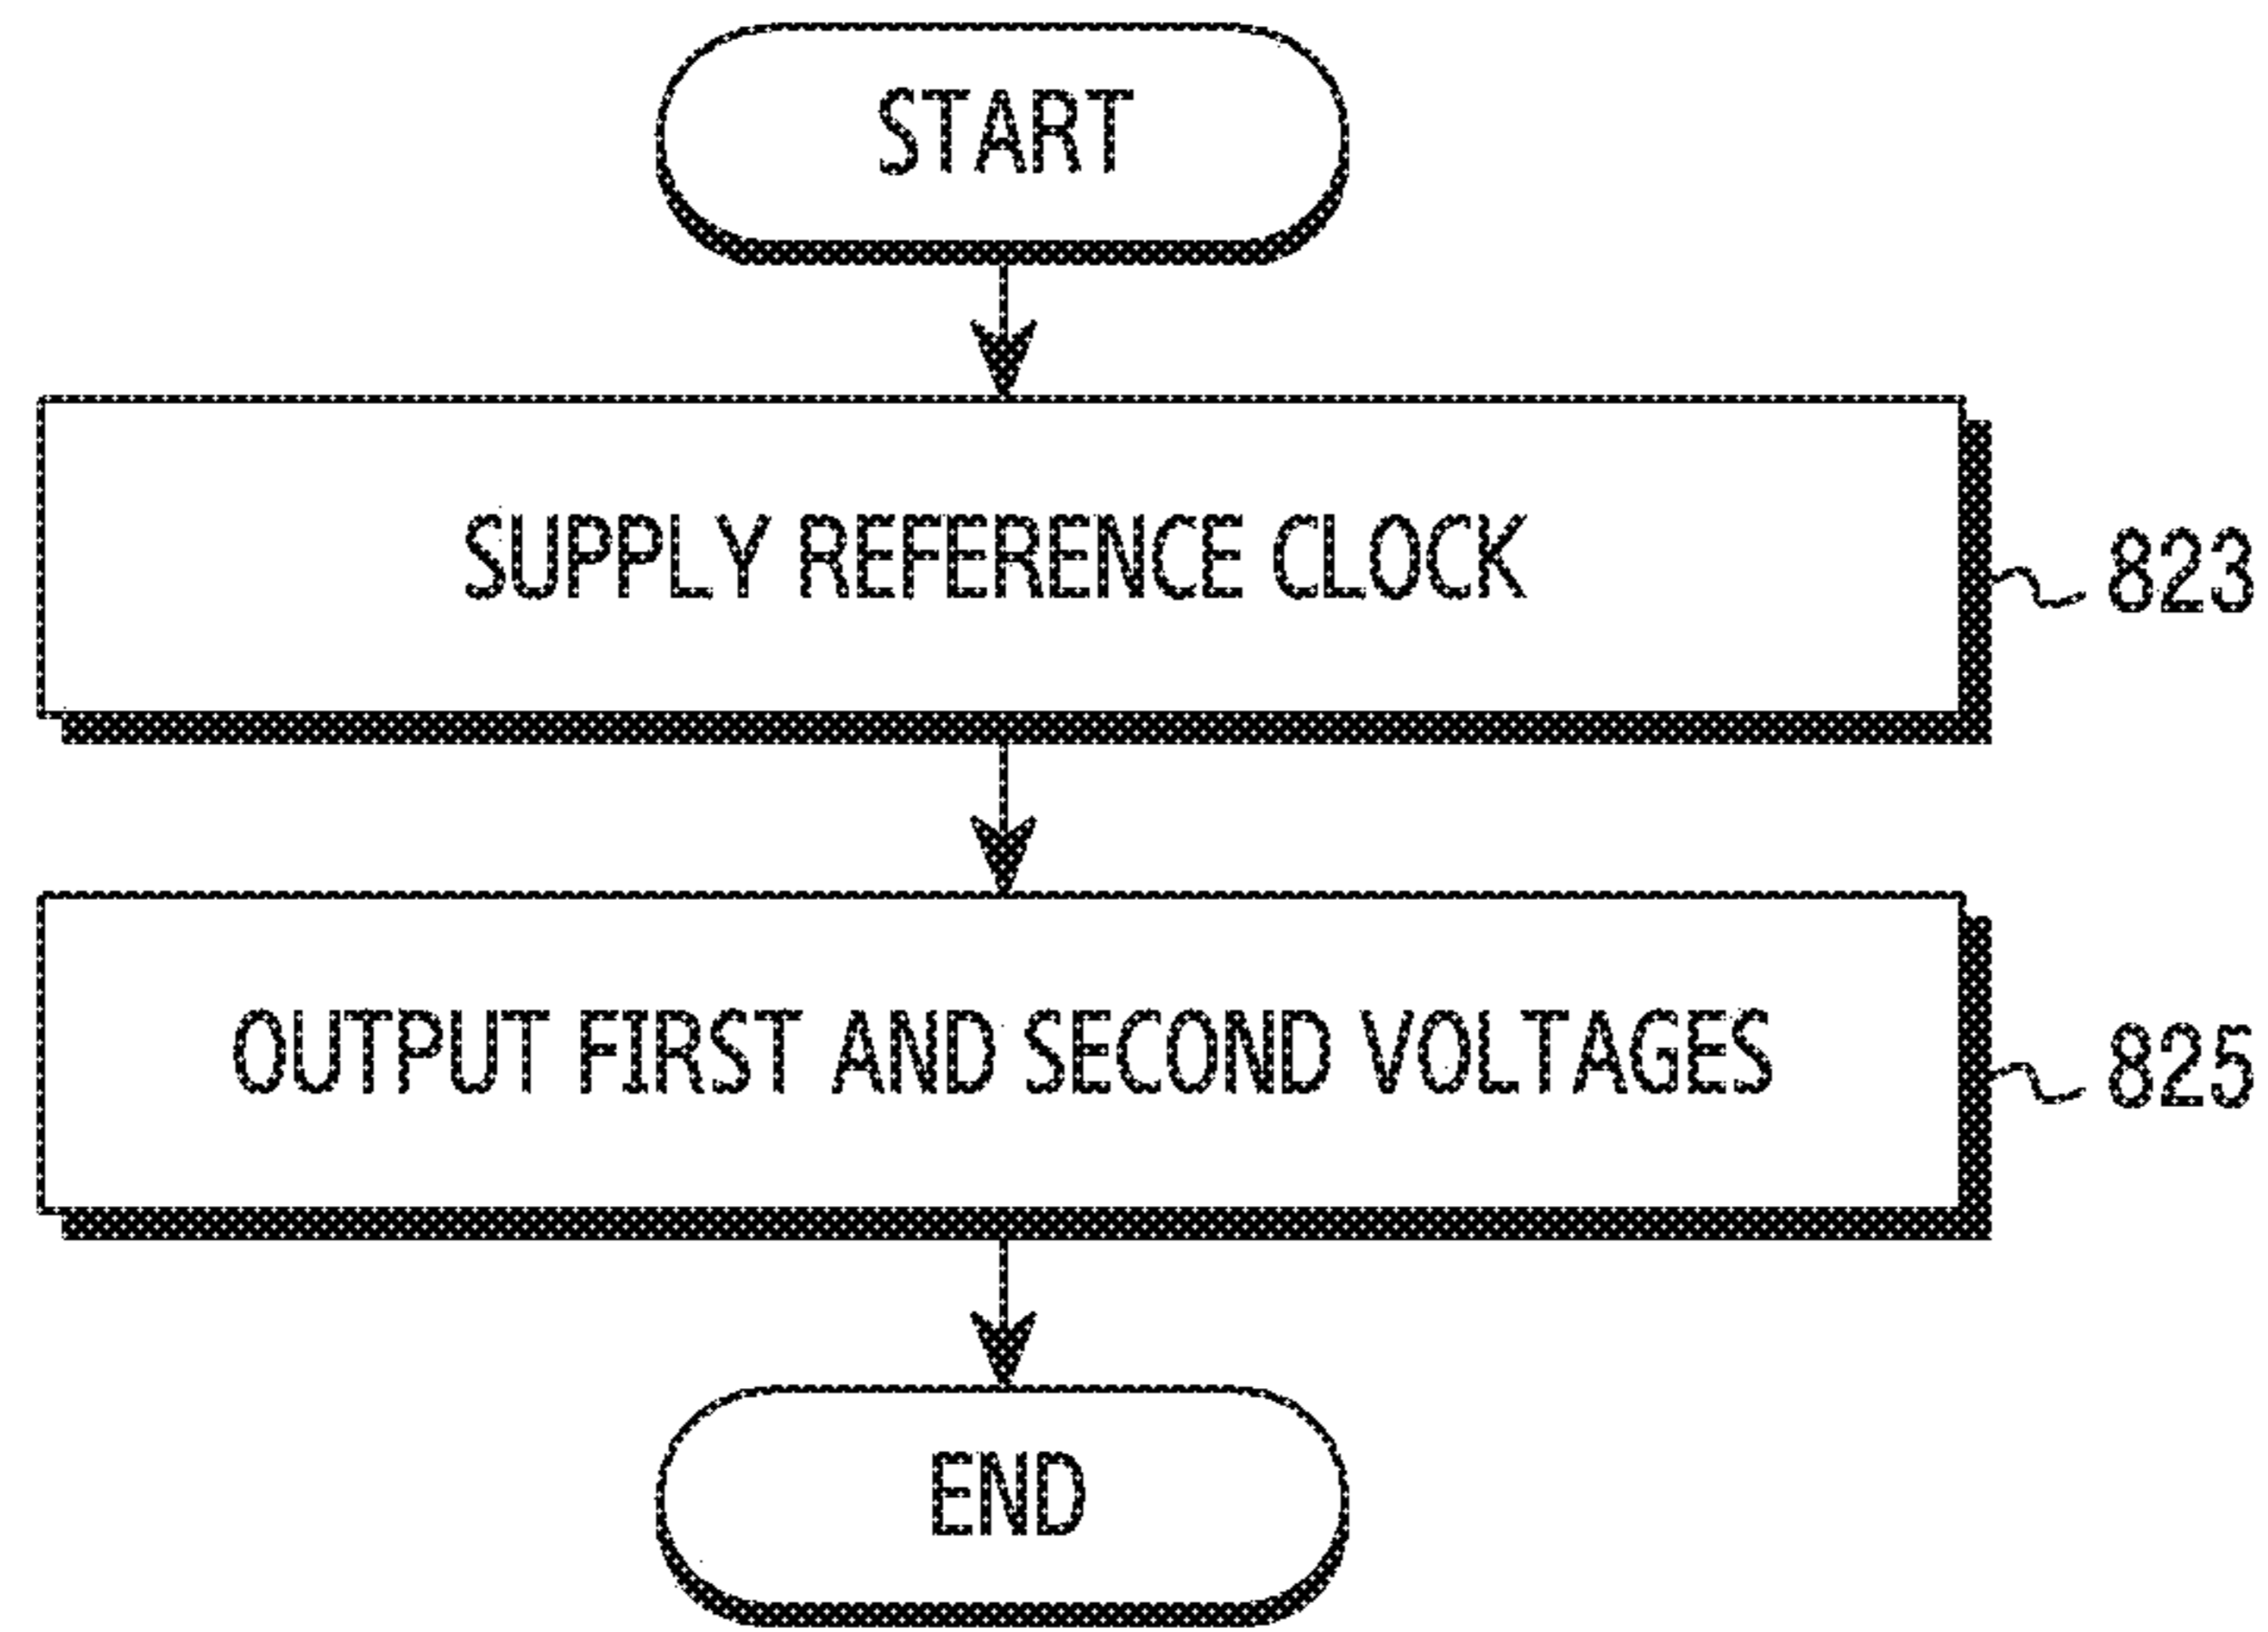 START
SUPPLY REFERENCE CLOCK
823
OUTPUT FIRST AND SECOND VOLTAGES
825
END